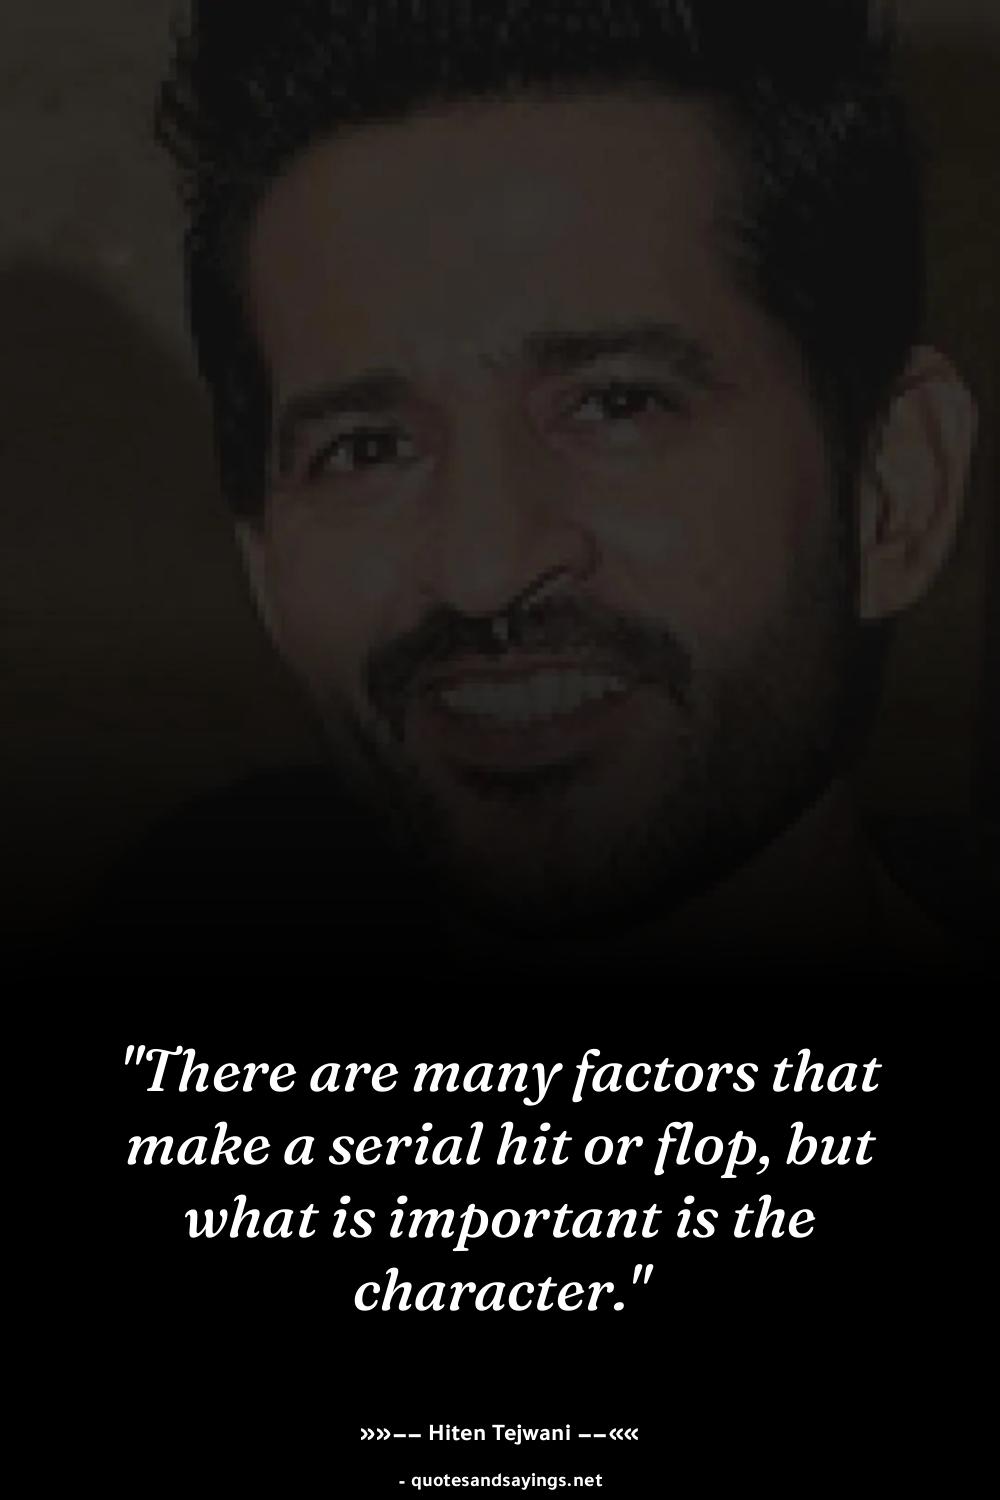 "There are many factors that
make a serial hit or flop, but
what is important is the
character."
»»–– Hiten Tejwani ––««
- quotesandsayings.net